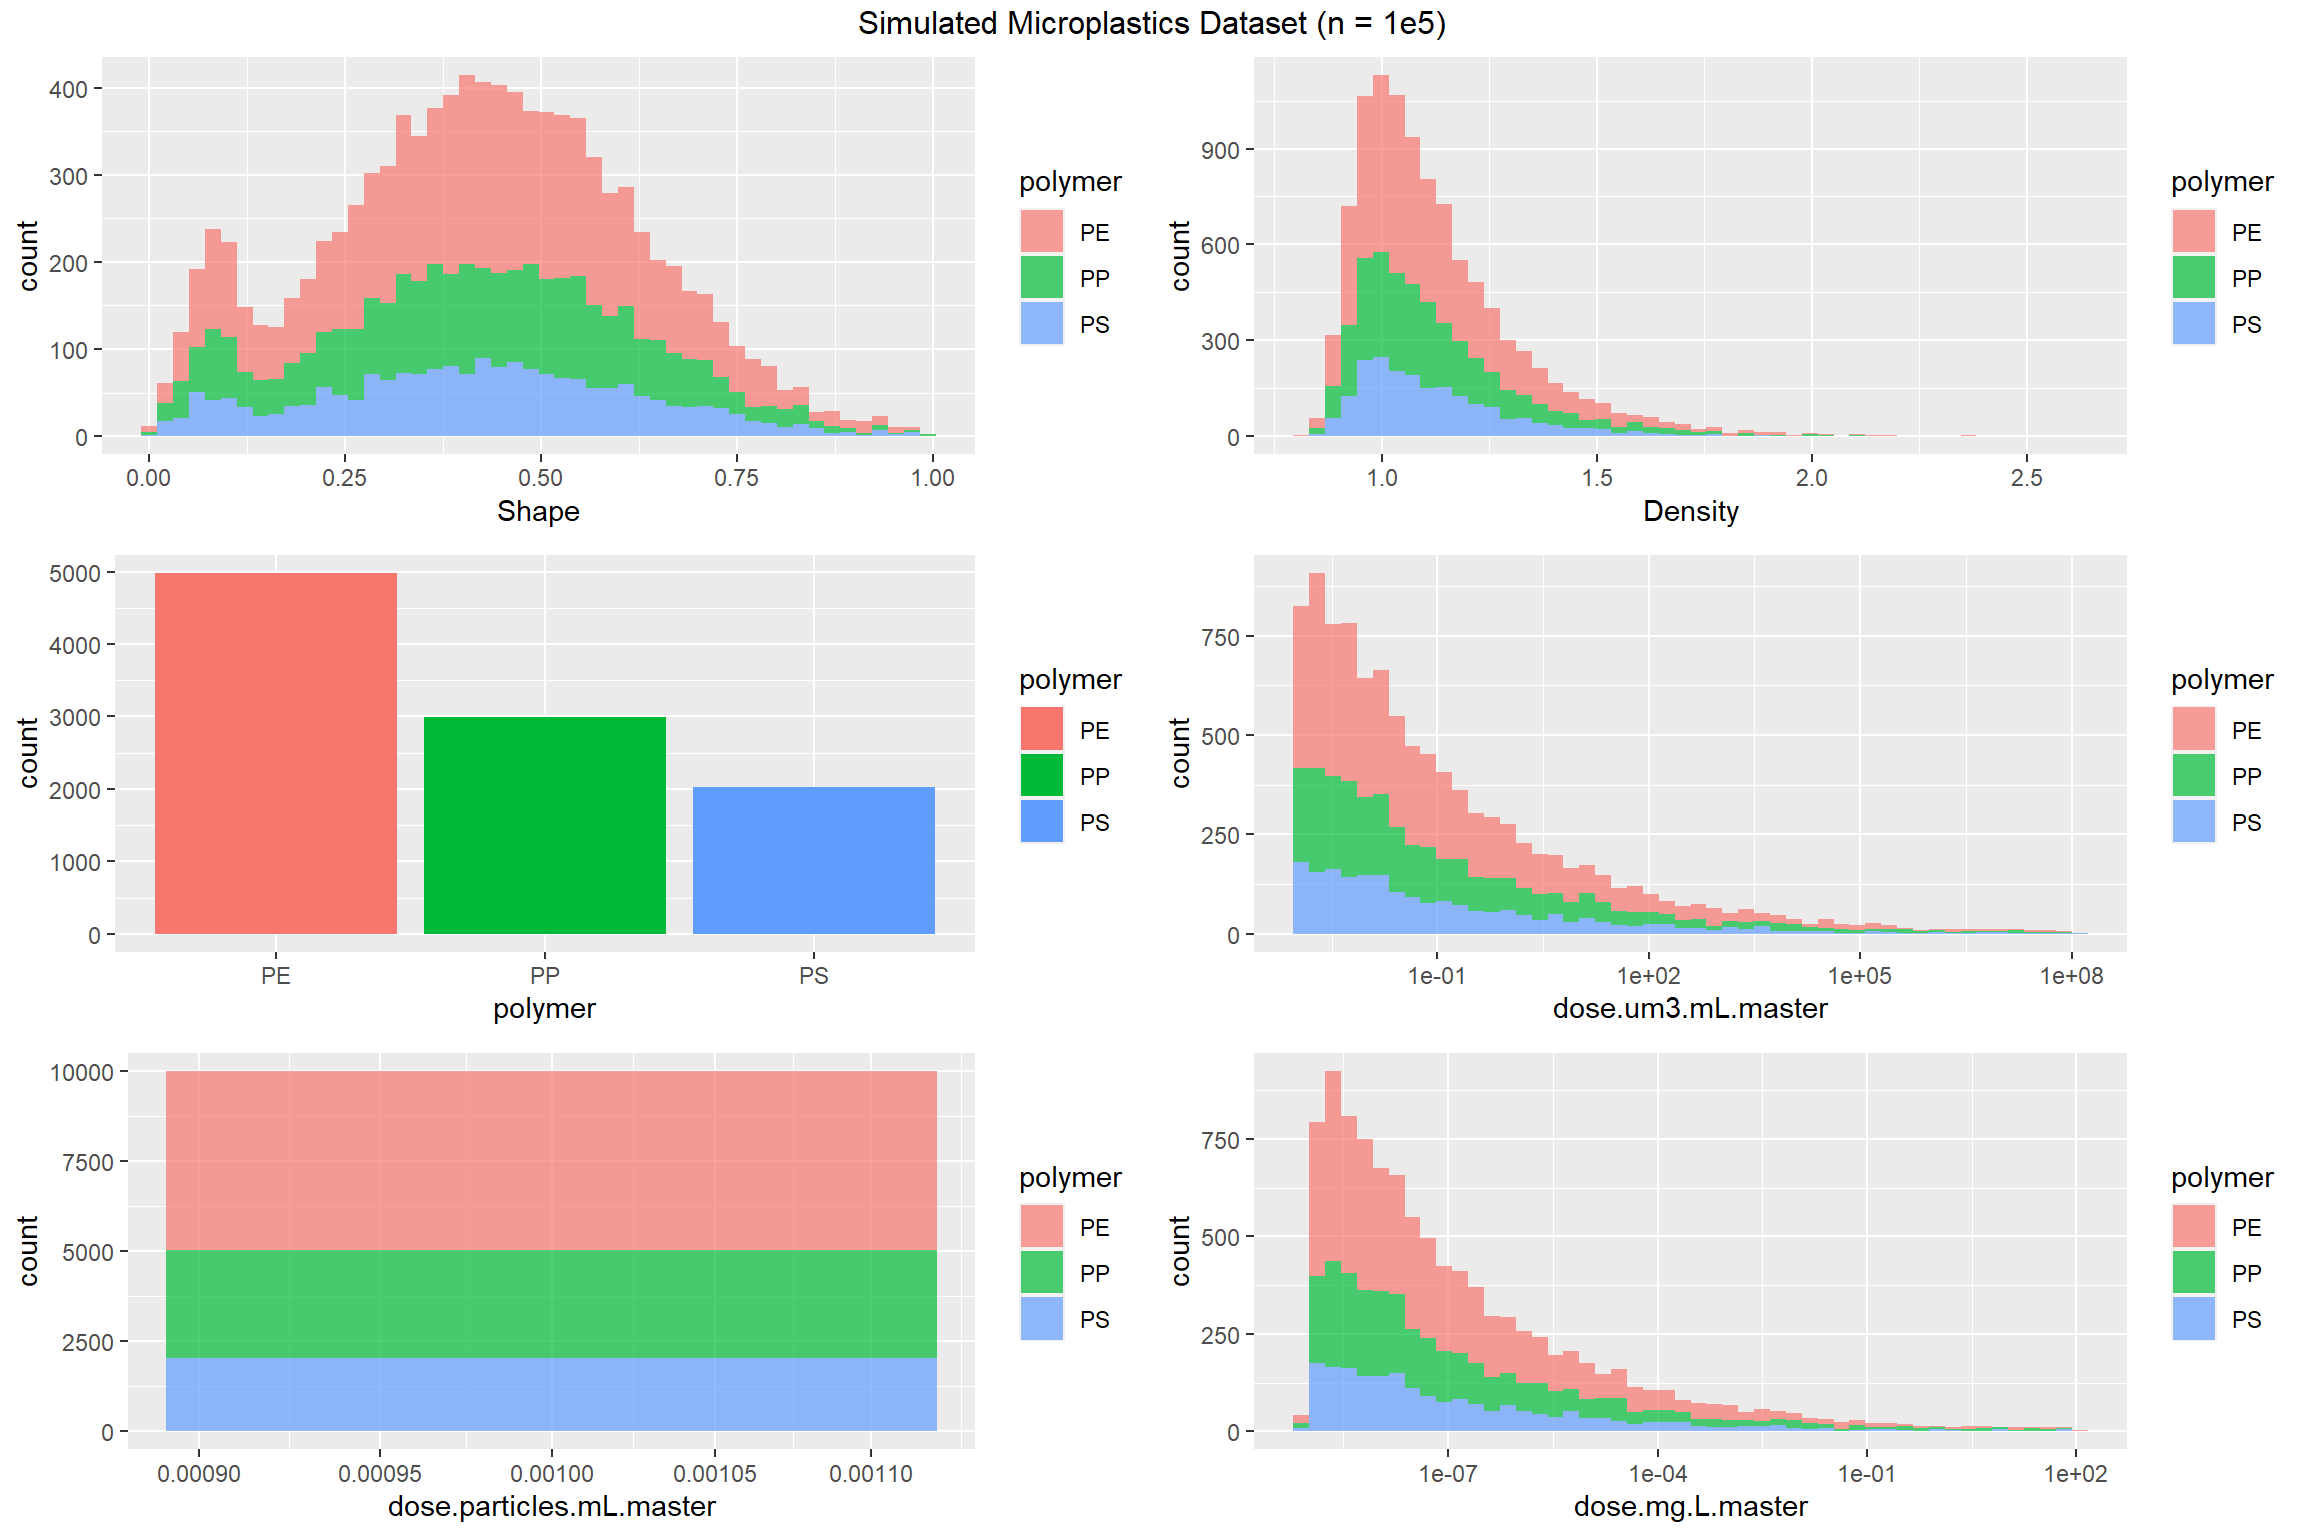 Simulated Microplastics Dataset (n = 1e5)
count
400
300
200
100
0
0.00 0.25 0.50 0.75 1.00
Shape
polymer
PE
PP
PS
count
900
600
300
0
1.0 1.5 2.0 2.5
Density
polymer
PE
PP
PS
count
5000
4000
3000
2000
1000
0
PE PP PS
polymer
polymer
PE
PP
PS
count
750
500
250
0
1e-01 1e+02 1e+05 1e+08
dose.um3.mL.master
polymer
PE
PP
PS
count
10000
7500
5000
2500
0
0.00090 0.00095 0.00100 0.00105 0.00110
dose.particles.mL.master
polymer
PE
PP
PS
count
750
500
250
0
1e-07 1e-04 1e-01 1e+02
dose.mg.L.master
polymer
PE
PP
PS